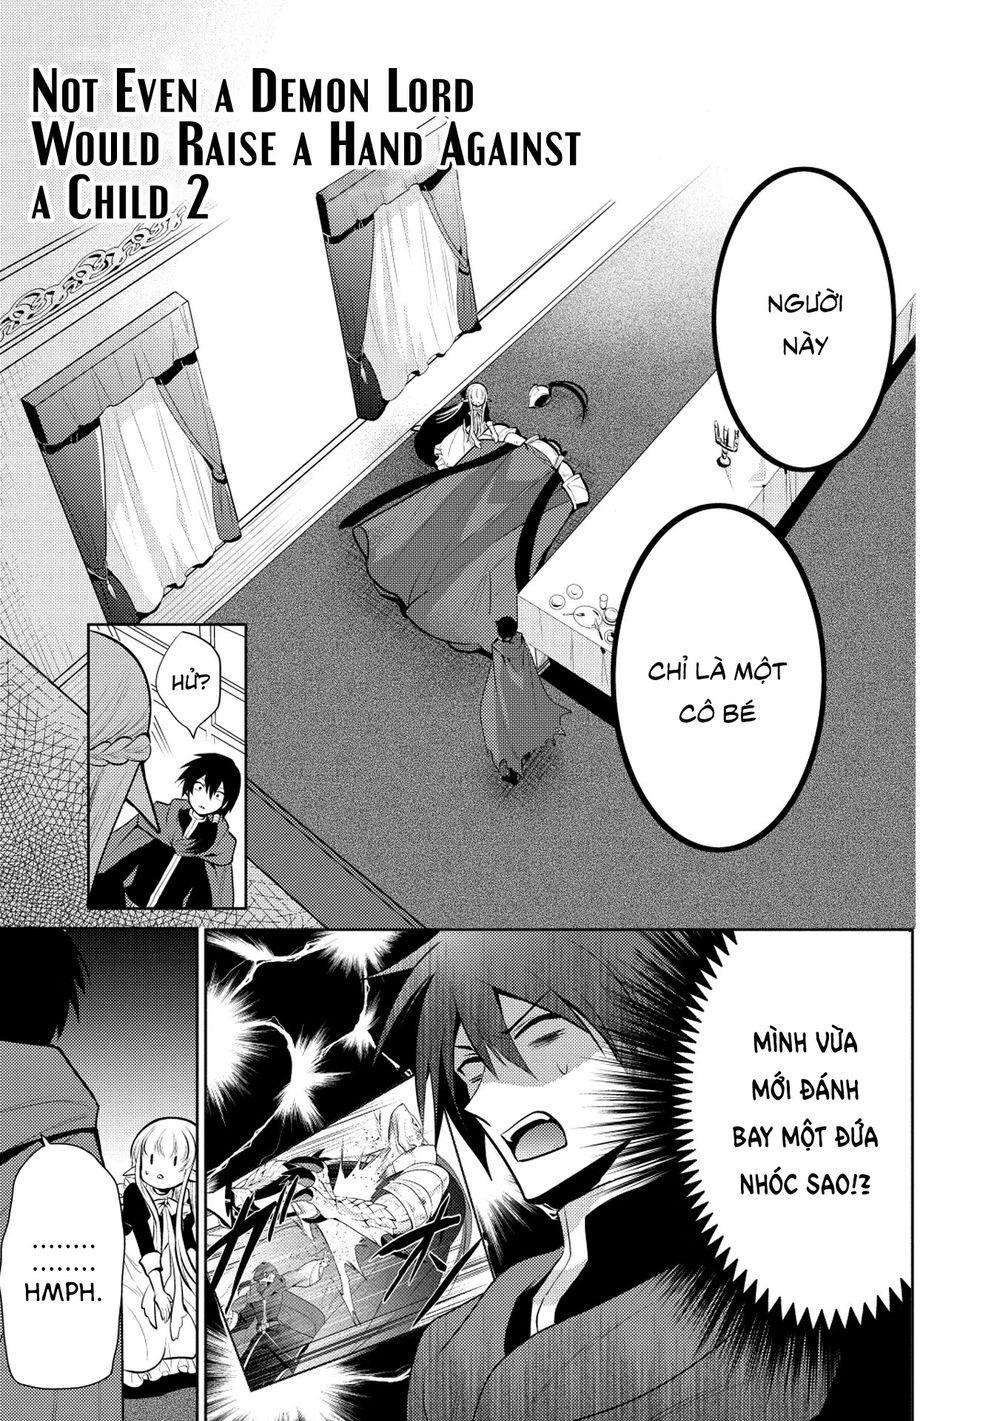 NOT EVEN A DEMON LORD
WOULD RAISE A HAND AGAINST
A CHILD 2
NGƯỜI
NÀY
CHỈ LÀ MỘT
CÔ BÉ
HỬ?
MÌNH VỪA
MỚI ĐÁNH
BAY MỘT ĐỨA
NHÓC SAO!?
........
........
HMPH.